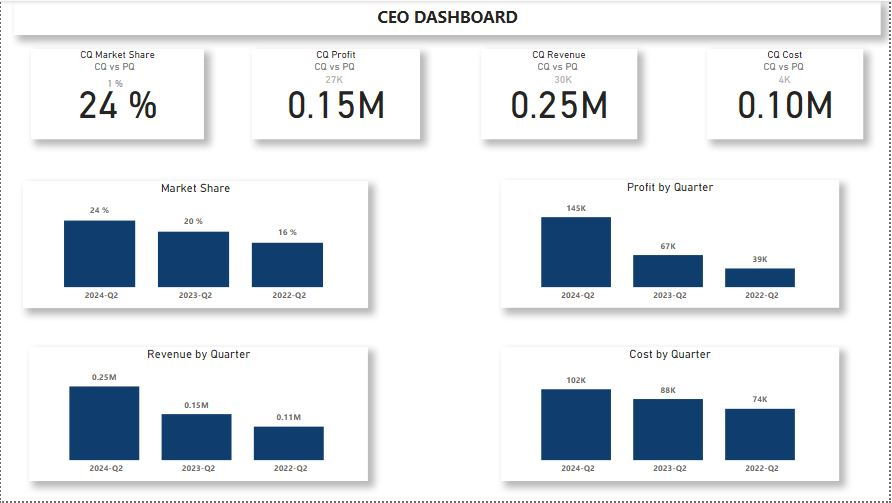 CEO DASHBOARD
CQ Market Share
CQ vs PQ
1 %
24 %
CQ Profit
CQ vs PQ
27K
0.15M
CQ Revenue
CQ vs PQ
30K
0.25M
CQ Cost
CQ vs PQ
4K
0.10M
Market Share
24 %
20 %
16 %
2024-Q2
2023-Q2
2022-Q2
Profit by Quarter
145K
67K
39K
2024-Q2
2023-Q2
2022-Q2
Revenue by Quarter
0.25M
0.15M
0.11M
2024-Q2
2023-Q2
2022-Q2
Cost by Quarter
102K
88K
74K
2024-Q2
2023-Q2
2022-Q2